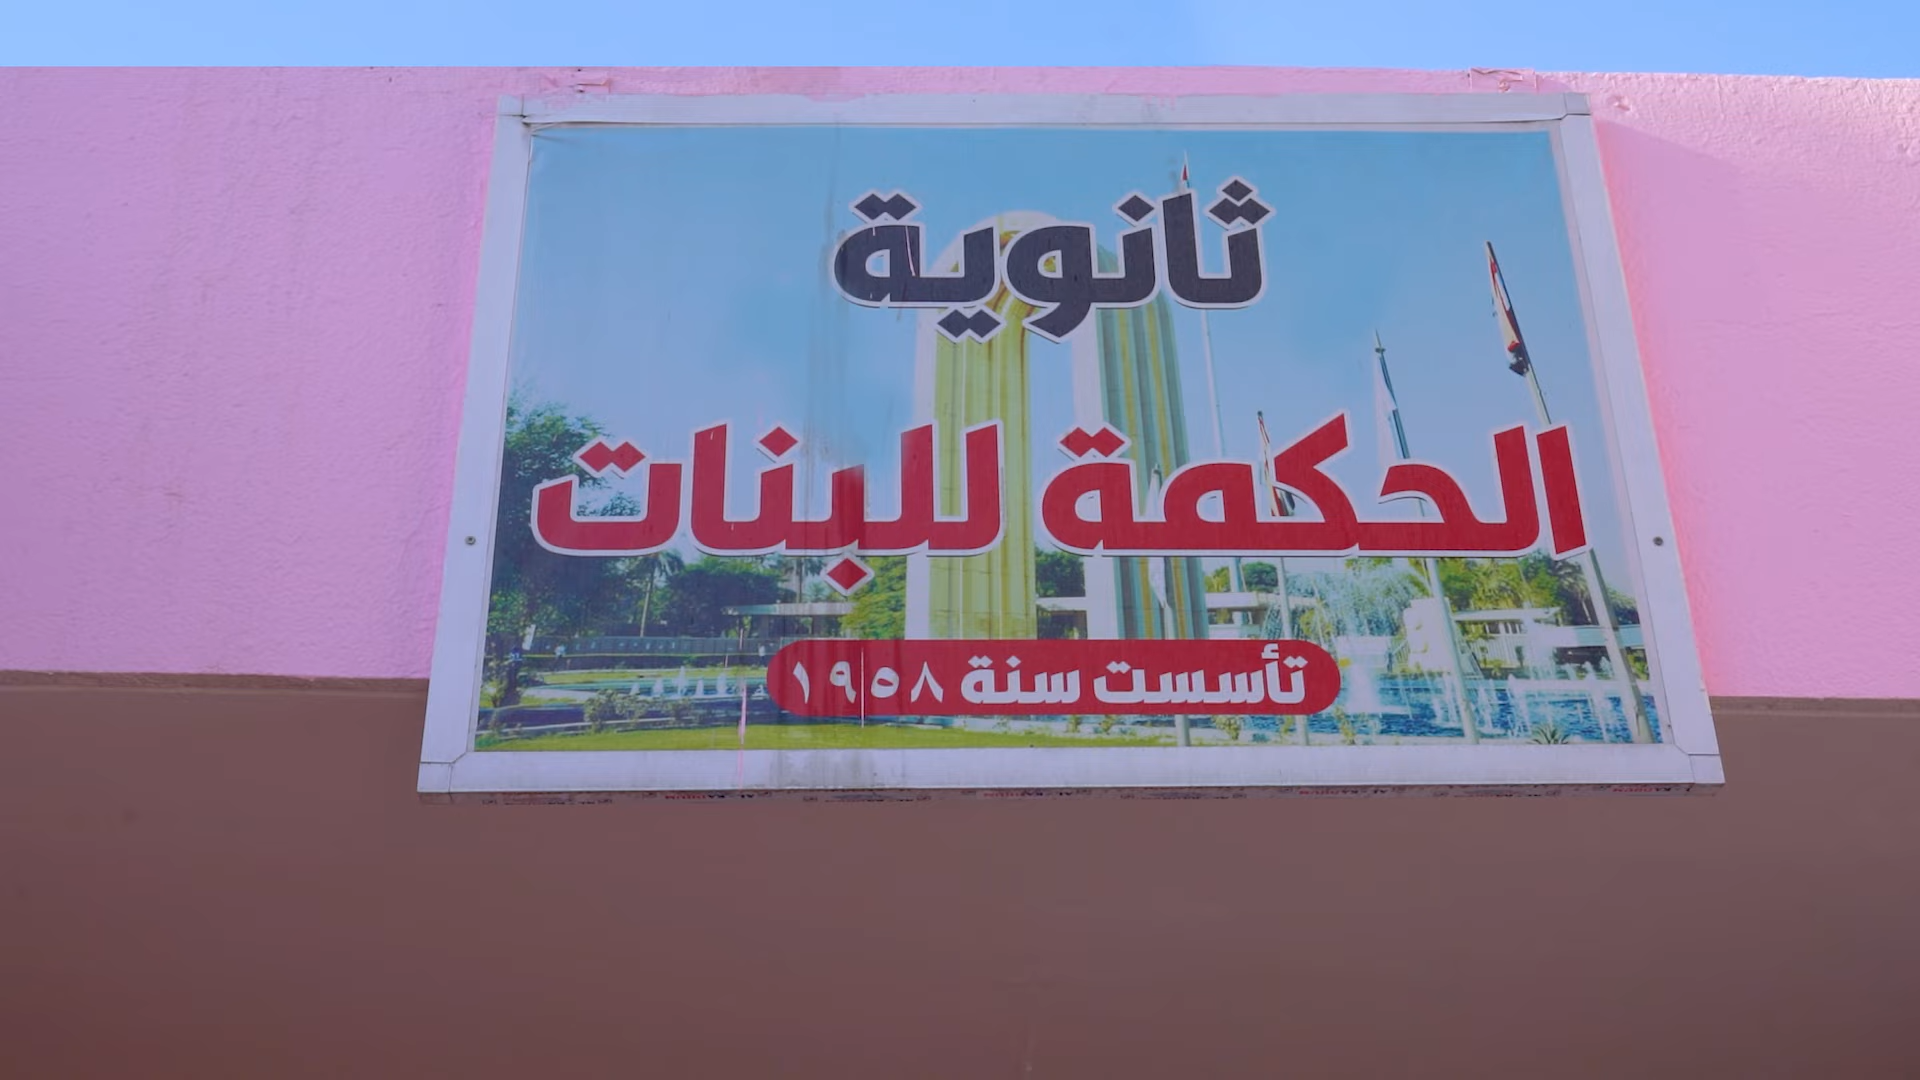 ثانوية
الحكمة للبنات
تأسست سنة ١٩٥٨